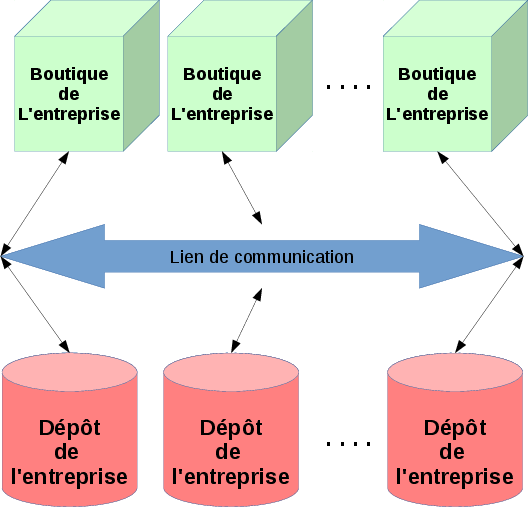 Boutique
de
L'entreprise
Boutique
de
L'entreprise
. . . .
Boutique
de
L'entreprise
Lien de communication
Dépôt
de
l'entreprise
Dépôt
de
l'entreprise
. . . .
Dépôt
de
l'entreprise